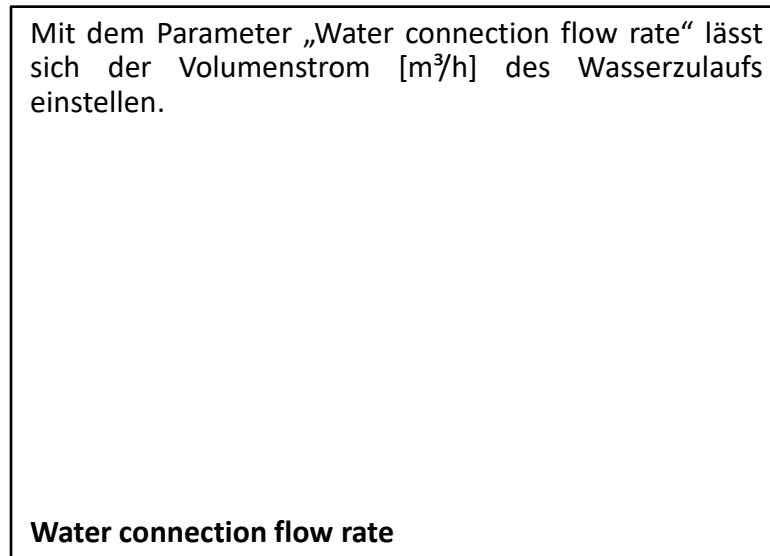 Mit dem Parameter „Water connection flow rate“ lässt
sich der Volumenstrom [m³/h] des Wasserzulaufs
einstellen.
Water connection flow rate